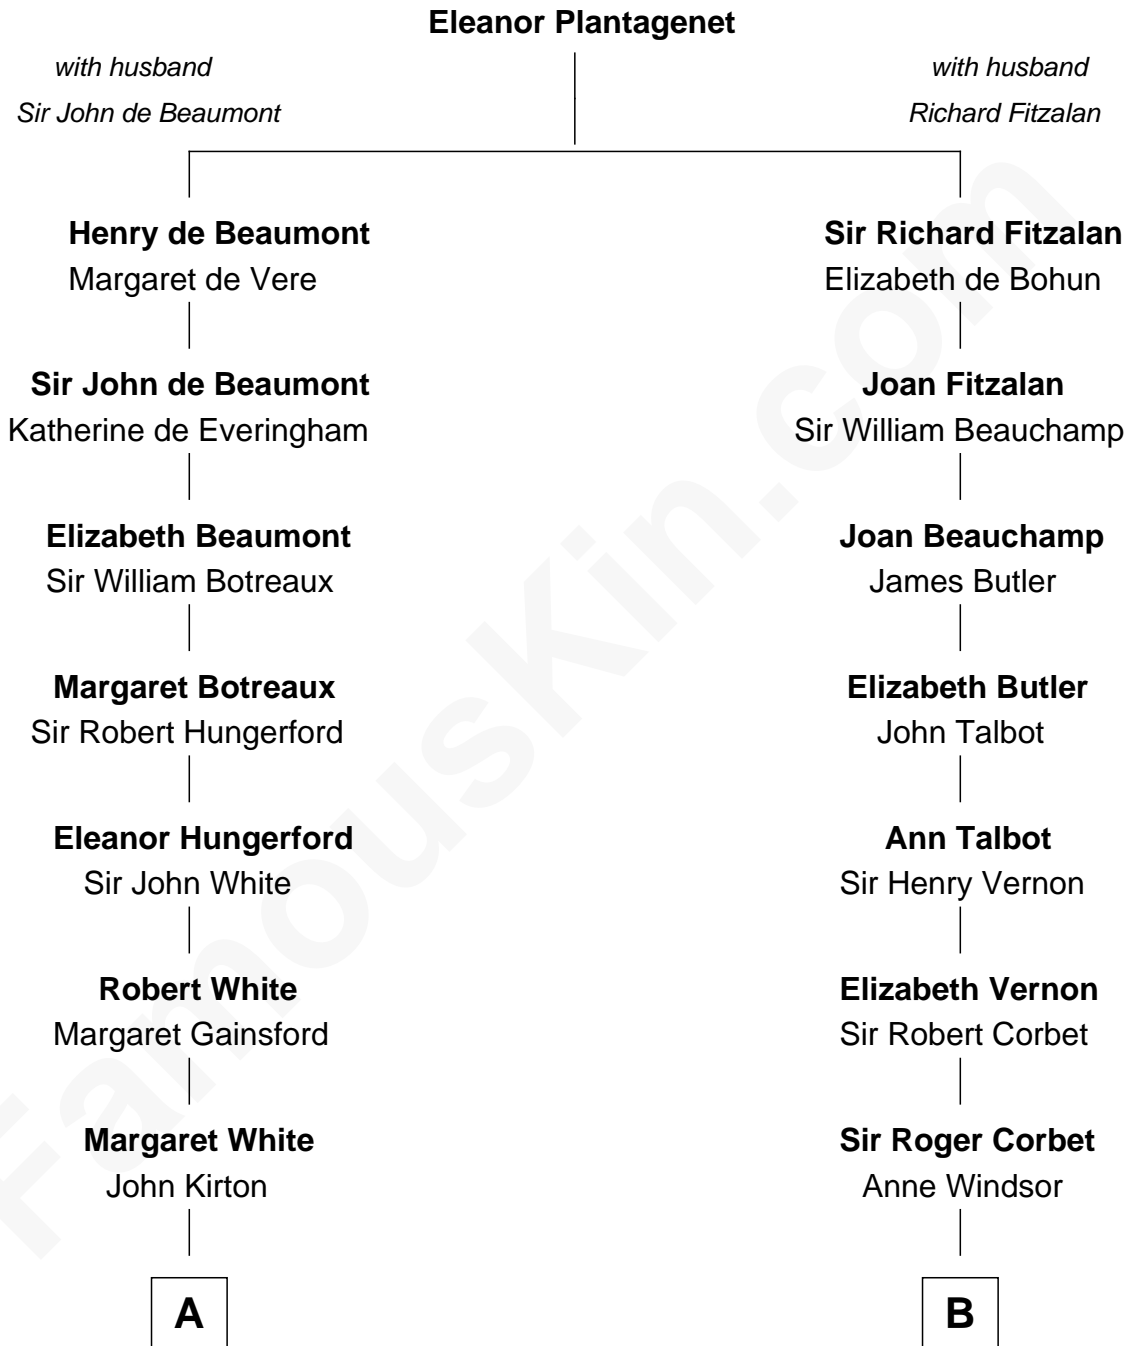 Eleanor Plantagenet
with husband
Sir John de Beaumont
with husband
Richard Fitzalan
Henry de Beaumont
Margaret de Vere
Sir Richard Fitzalan
Elizabeth de Bohun
Sir John de Beaumont
Katherine de Everingham
Joan Fitzalan
Sir William Beauchamp
Elizabeth Beaumont
Sir William Botreaux
Joan Beauchamp
James Butler
Margaret Botreaux
Sir Robert Hungerford
Elizabeth Butler
John Talbot
Eleanor Hungerford
Sir John White
Ann Talbot
Sir Henry Vernon
Robert White
Margaret Gainsford
Elizabeth Vernon
Sir Robert Corbet
Margaret White
John Kirton
Sir Roger Corbet
Anne Windsor
A
B
FamousKin.com